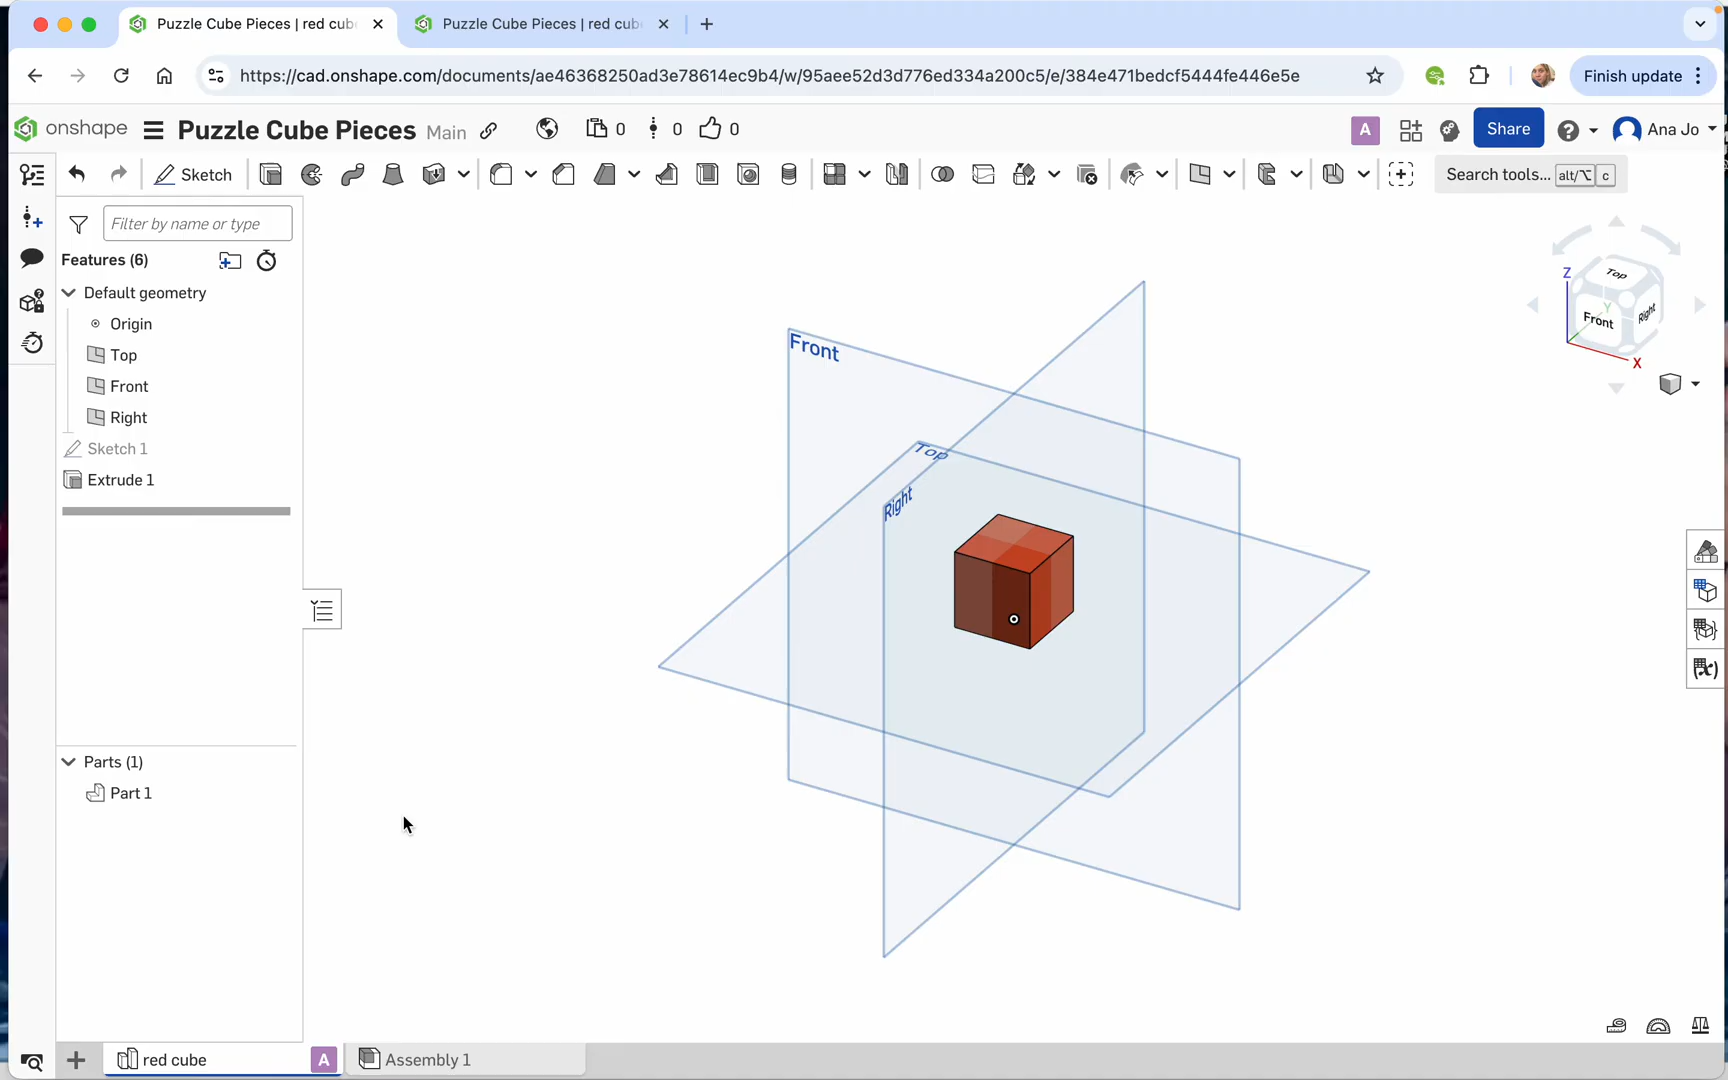 Puzzle Cube Pieces | red cub
Puzzle Cube Pieces | red cub
https://cad.onshape.com/documents/ae46368250ad3e78614ec9b4/w/95aee52d3d776ed334a200c5/e/384e471bedcf5444fe446e5e
Finish update
onshape
Puzzle Cube Pieces Main
0
0
0
A
Share
Ana Jo
Sketch
Search tools... alt/⌥ c
Filter by name or type
Features (6)
Default geometry
Origin
Top
Front
Right
Sketch 1
Extrude 1
Front
Top
Right
Z
Top
Y
Front
Right
X
(x)
Parts (1)
Part 1
red cube
A
Assembly 1